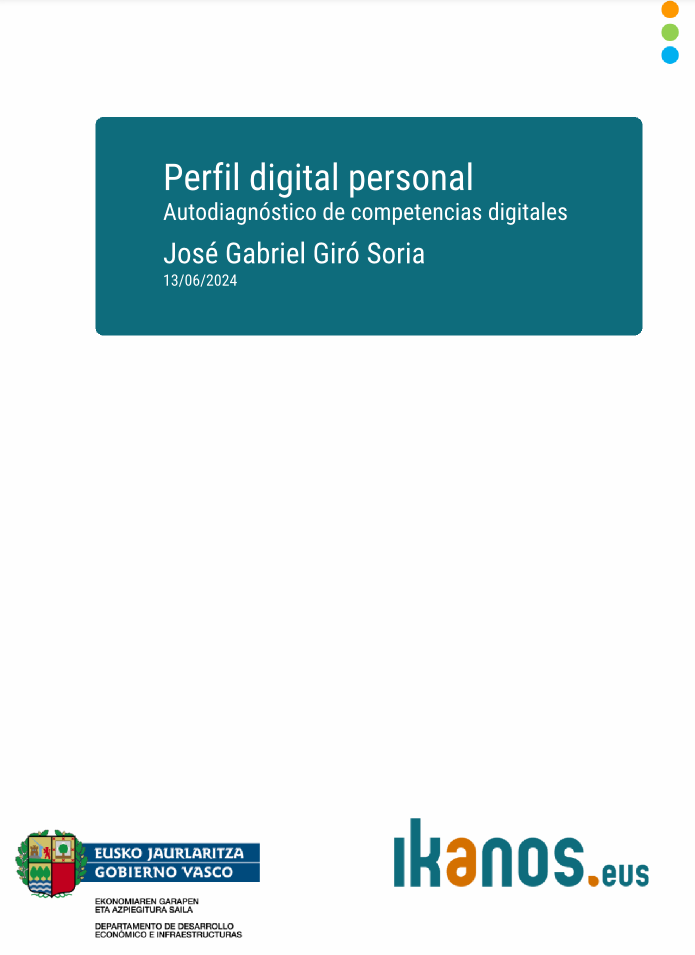 Perfil digital personal
Autodiagnóstico de competencias digitales
José Gabriel Giró Soria
13/06/2024
EUSKO JAURLARITZA
GOBIERNO VASCO
EKONOMIAREN GARAPEN
ETA AZPIEGITURA SAILA
DEPARTAMENTO DE DESARROLLO
ECONÓMICO E INFRAESTRUCTURAS
ikanos.eus